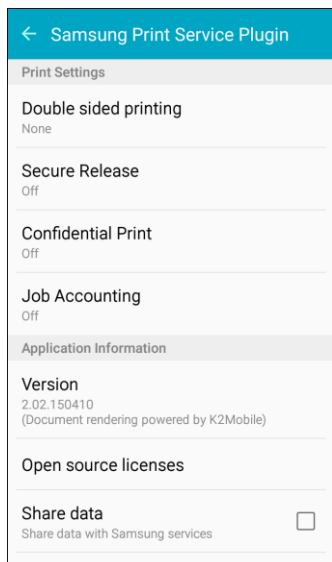 Samsung Print Service Plugin
Print Settings
Double sided printing
None
Secure Release
Off
Confidential Print
Off
Job Accounting
Off
Application Information
Version
2.02.150410
(Document rendering powered by K2Mobile)
Open source licenses
Share data
Share data with Samsung services